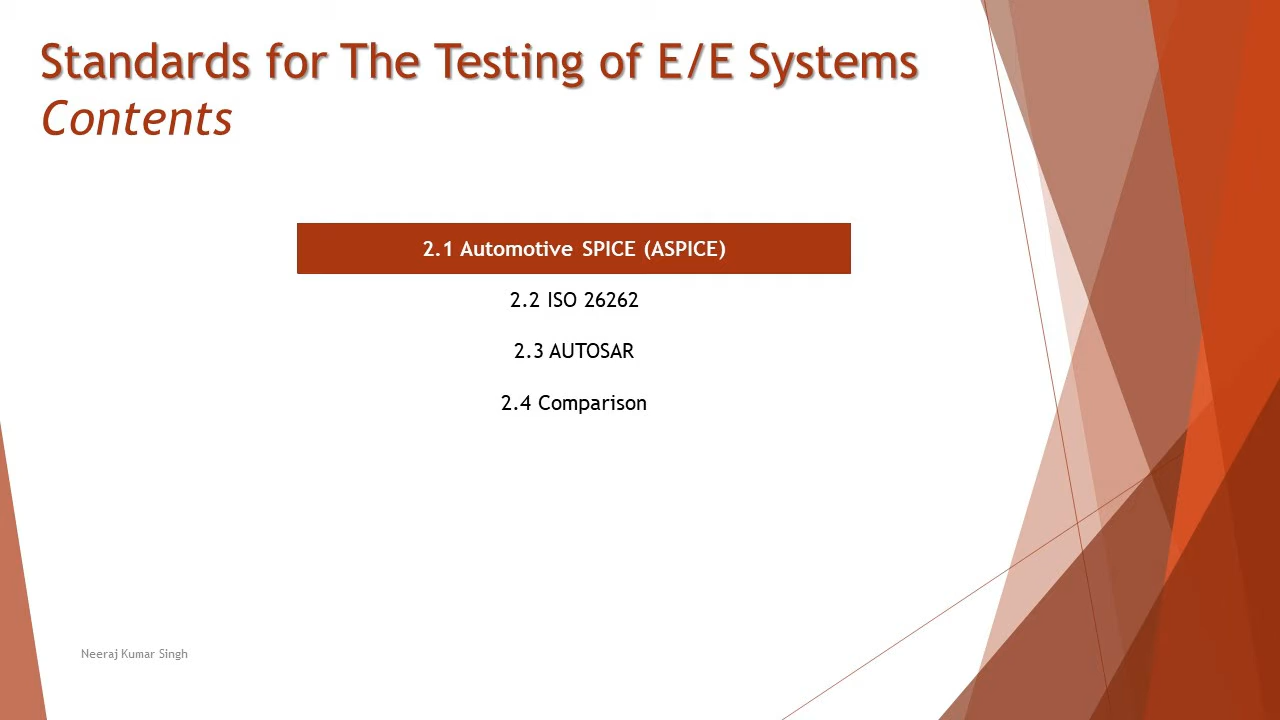 Standards for The Testing of E/E Systems
Contents
2.1 Automotive SPICE (ASPICE)
2.2 ISO 26262
2.3 AUTOSAR
2.4 Comparison
Neeraj Kumar Singh